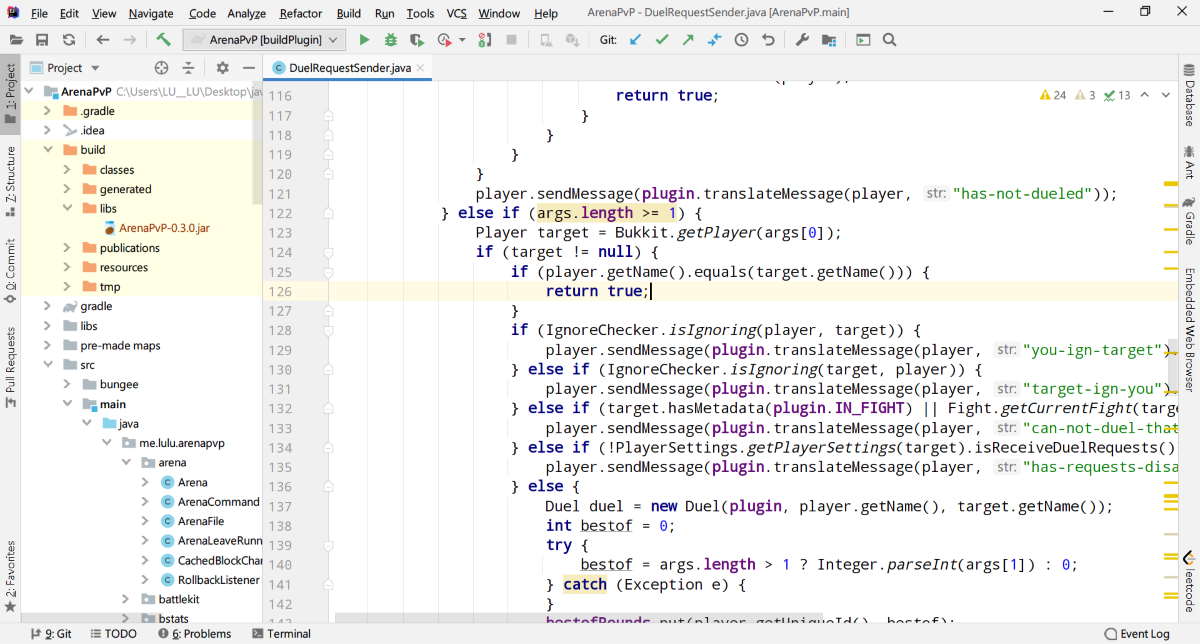 File Edit View Navigate Code Analyze Refactor Build Run Tools VCS Window Help ArenaPvP - DuelRequestSender.java [ArenaPvP.main]
ArenaPvP [buildPlugin] Git:
Project DuelRequestSender.java
1: Project
Z: Structure
0: Commit
Pull Requests
2: Favorites
ArenaPvP C:\Users\LU__LU\Desktop\jav
.gradle
.idea
build
classes
generated
libs
ArenaPvP-0.3.0.jar
publications
resources
tmp
gradle
libs
pre-made maps
src
bungee
main
java
me.lulu.arenapvp
arena
Arena
ArenaCommand
ArenaFile
ArenaLeaveRunn
CachedBlockChar
RollbackListener
battlekit
bstats
24 3 13
116 return true;
117 }
118 }
119 }
120 }
121 player.sendMessage(plugin.translateMessage(player, str: "has-not-dueled"));
122 } else if (args.length >= 1) {
123 Player target = Bukkit.getPlayer(args[0]);
124 if (target != null) {
125 if (player.getName().equals(target.getName())) {
126 return true;
127 }
128 if (IgnoreChecker.isIgnoring(player, target)) {
129 player.sendMessage(plugin.translateMessage(player, str: "you-ign-target")
130 } else if (IgnoreChecker.isIgnoring(target, player)) {
131 player.sendMessage(plugin.translateMessage(player, str: "target-ign-you")
132 } else if (target.hasMetadata(plugin.IN_FIGHT) || Fight.getCurrentFight(targe
133 player.sendMessage(plugin.translateMessage(player, str: "can-not-duel-that
134 } else if (!PlayerSettings.getPlayerSettings(target).isReceiveDuelRequests()
135 player.sendMessage(plugin.translateMessage(player, str: "has-requests-disa
136 } else {
137 Duel duel = new Duel(plugin, player.getName(), target.getName());
138 int bestof = 0;
139 try {
140 bestof = args.length > 1 ? Integer.parseInt(args[1]) : 0;
141 } catch (Exception e) {
142 }
bestofRounds.put(player.getUniqueId(), bestof);
Database
Ant
Gradle
Embedded Web Browser
leetcode
9: Git TODO 6: Problems Terminal Event Log